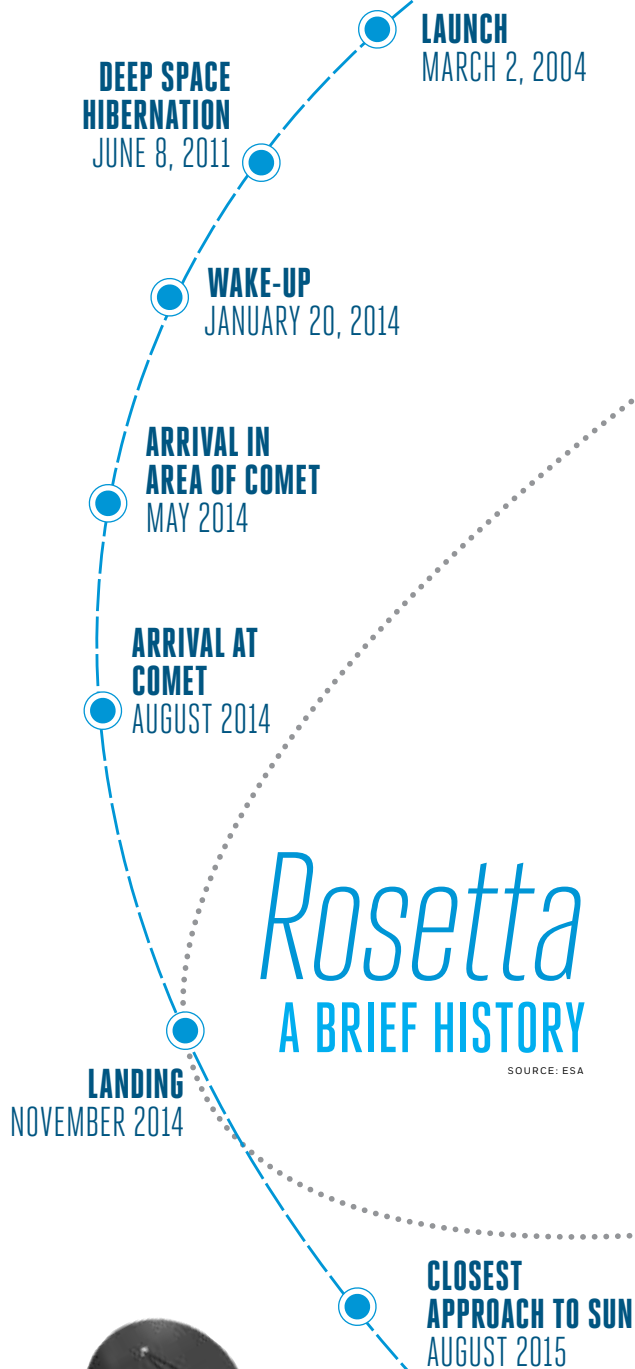 LAUNCH
MARCH 2, 2004
DEEP SPACE
HIBERNATION
JUNE 8, 2011
WAKE-UP
JANUARY 20, 2014
ARRIVAL IN
AREA OF COMET
MAY 2014
ARRIVAL AT
COMET
AUGUST 2014
Rosetta
A BRIEF HISTORY
SOURCE: ESA
LANDING
NOVEMBER 2014
CLOSEST
APPROACH TO SUN
AUGUST 2015